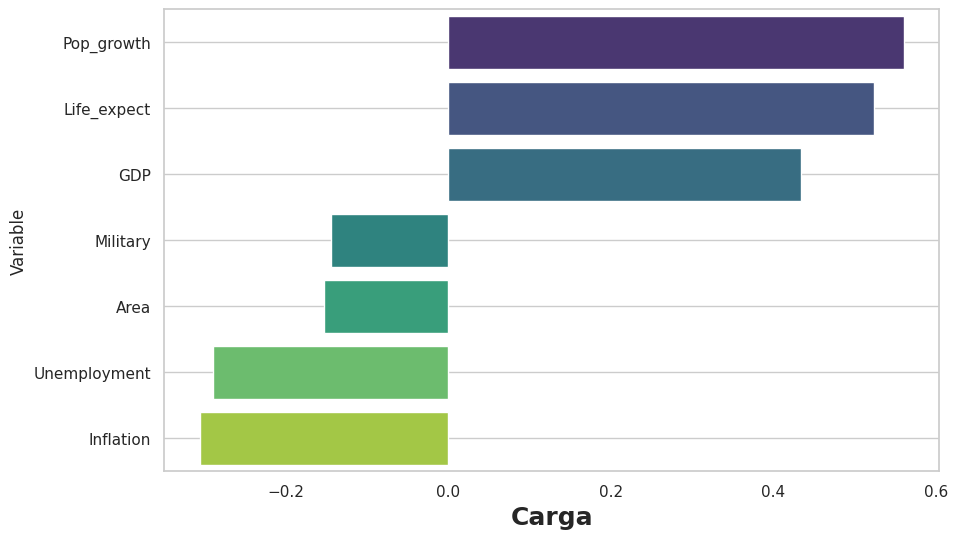 Variable
Pop_growth
Life_expect
GDP
Military
Area
Unemployment
Inflation
−0.2 0.0 0.2 0.4 0.6
Carga